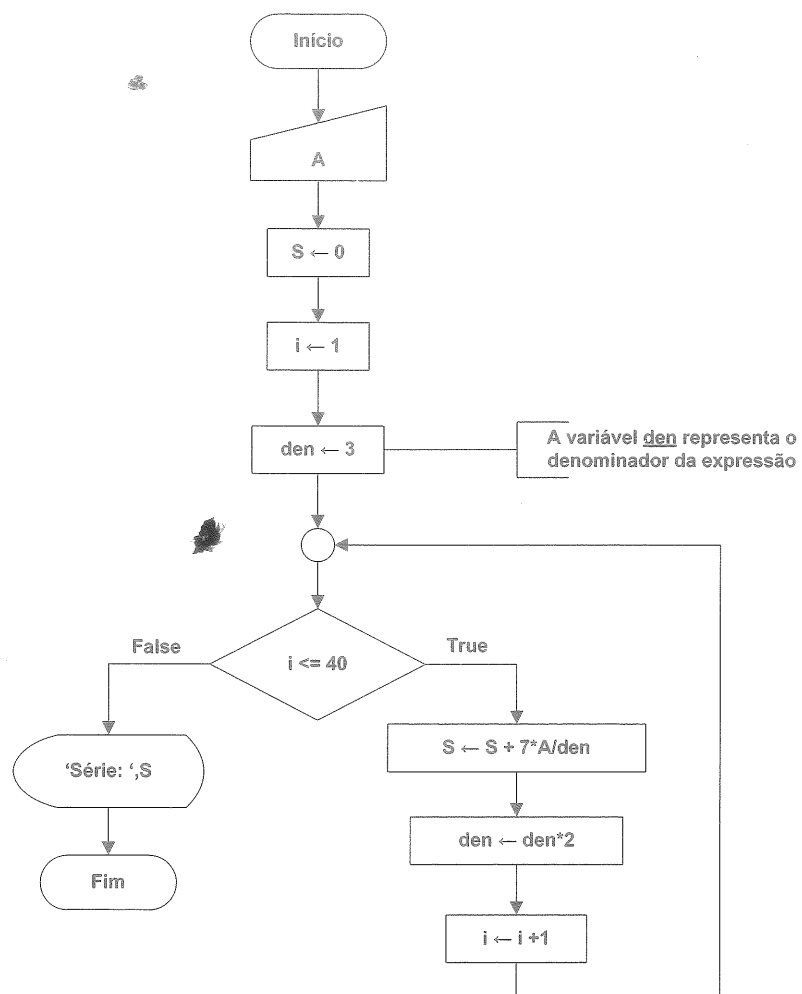 Início
A
S ← 0
i ← 1
den ← 3
A variável den representa o
denominador da expressão
False
i <= 40
True
S ← S + 7*A/den
'Série: ',S
den ← den*2
Fim
i ← i +1